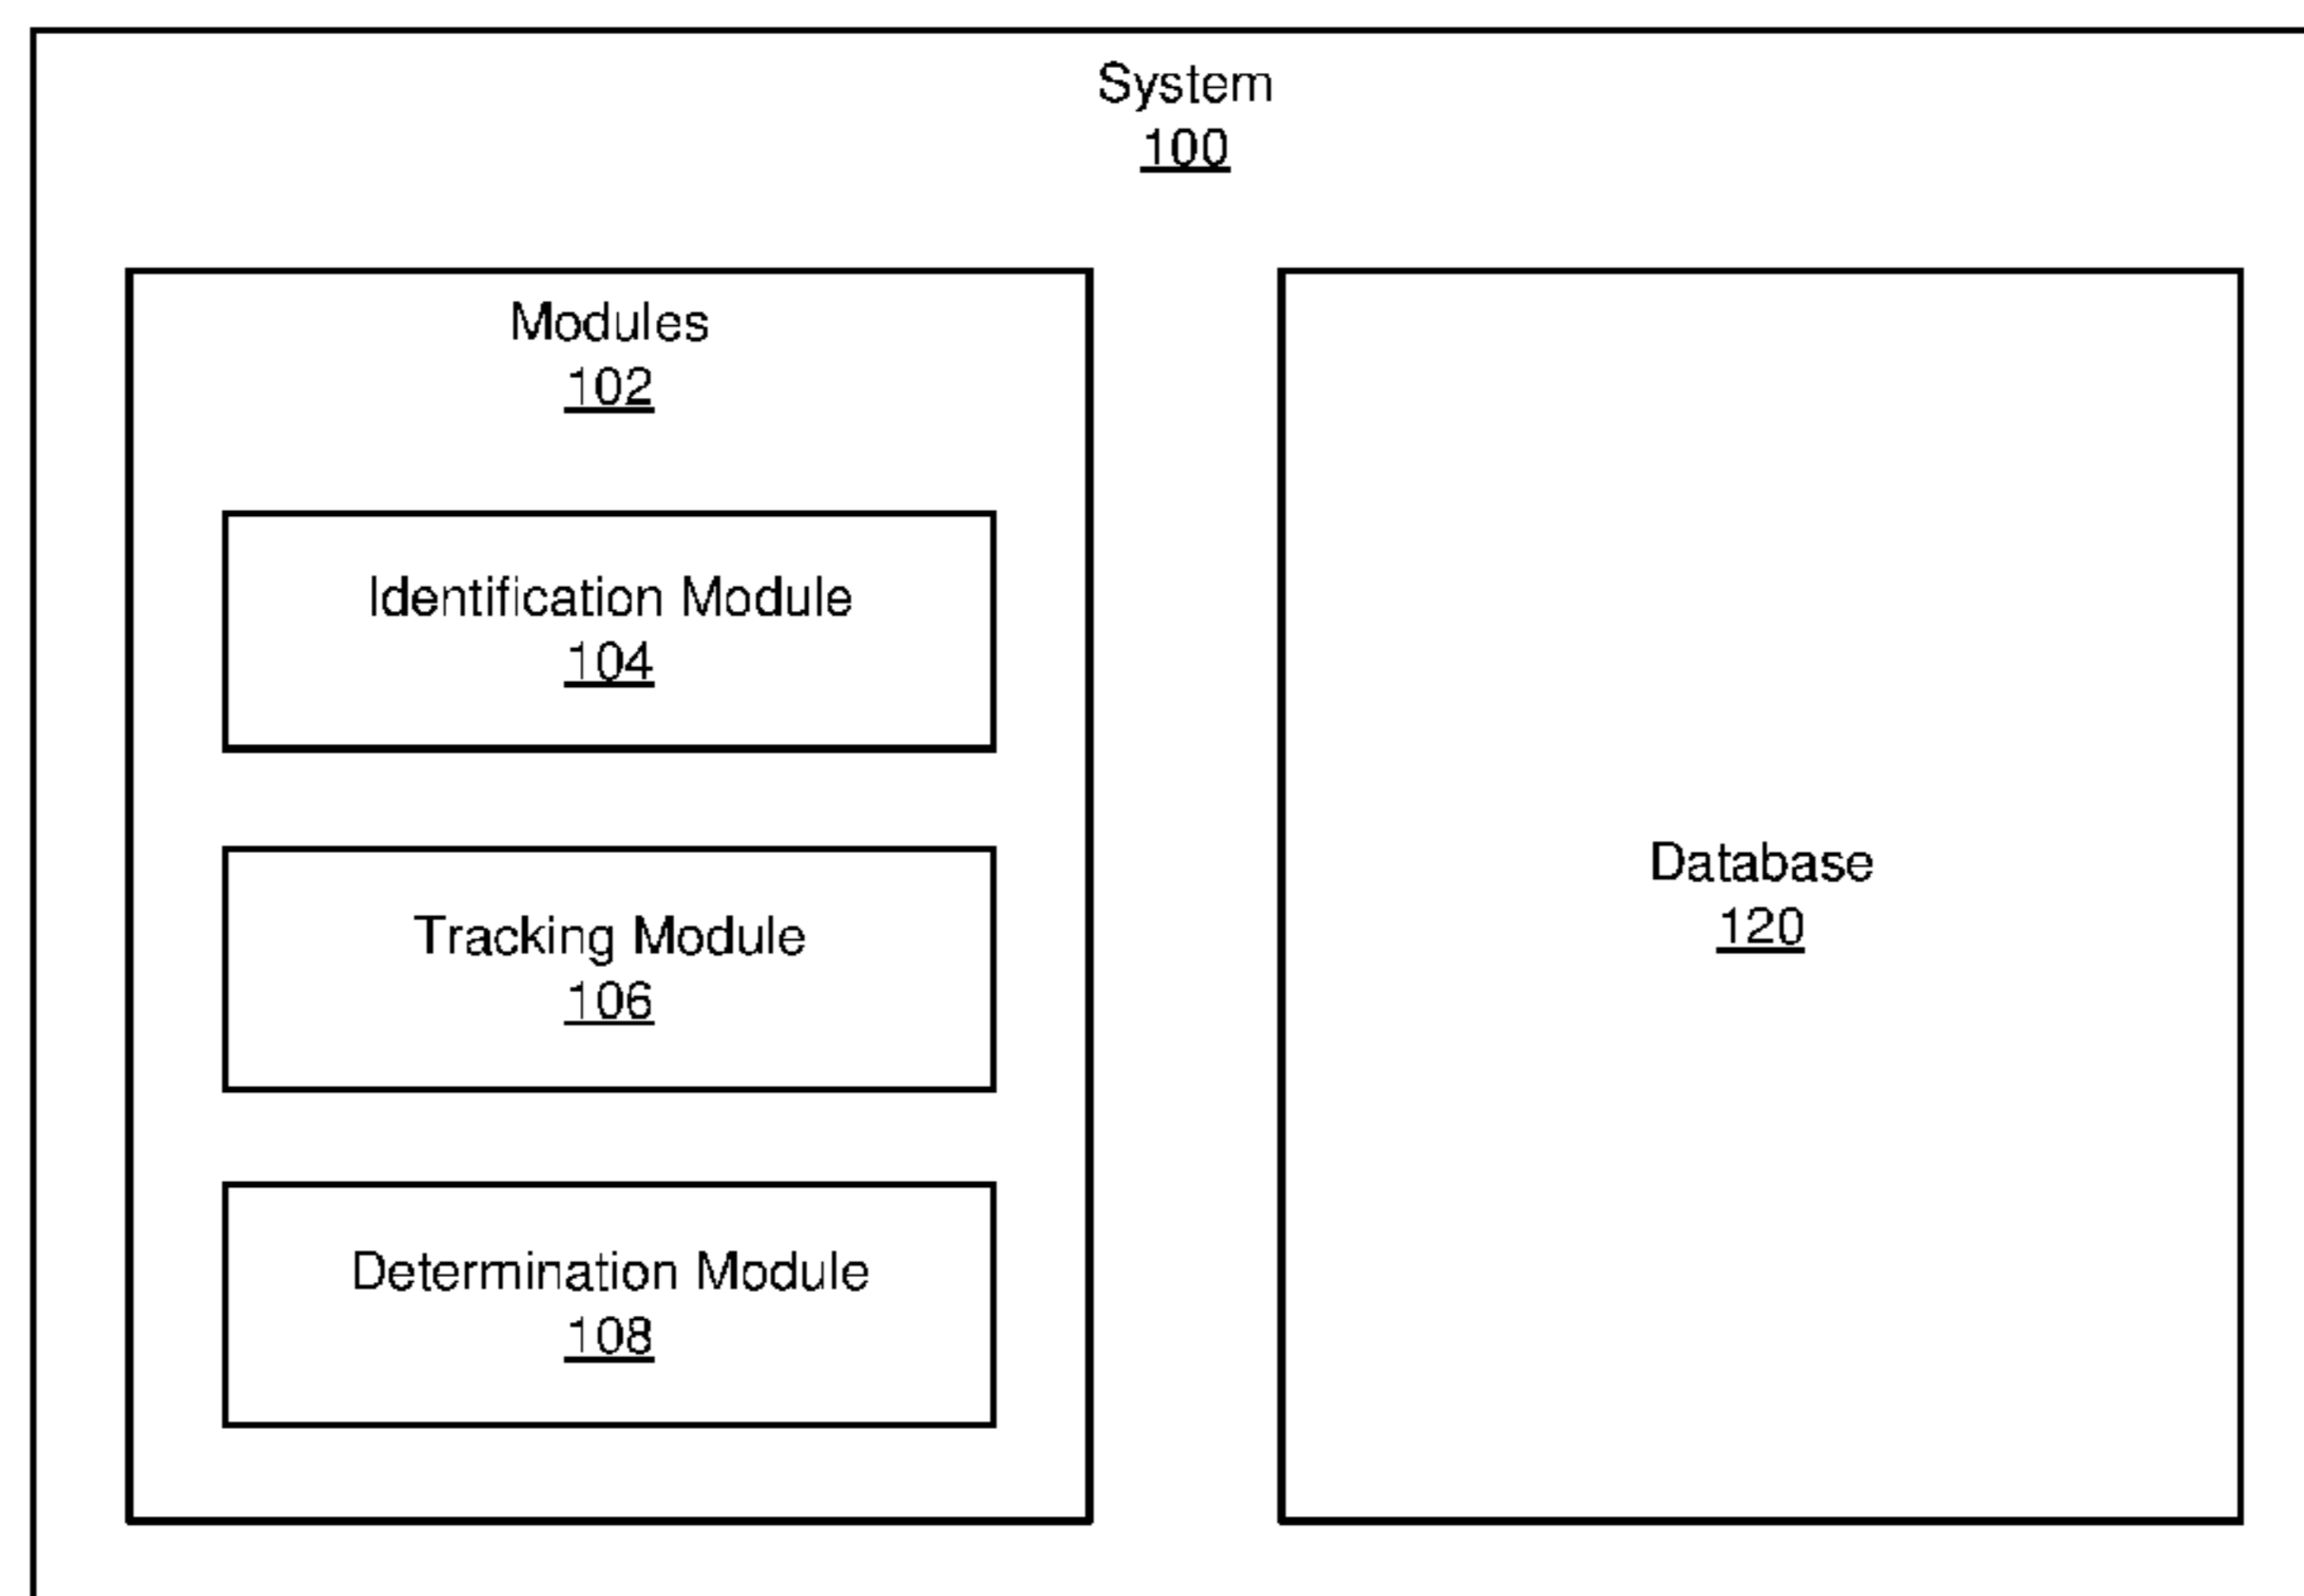 System
100
Modules
102
Identification Module
104
Tracking Module
106
Determination Module
108
Database
120